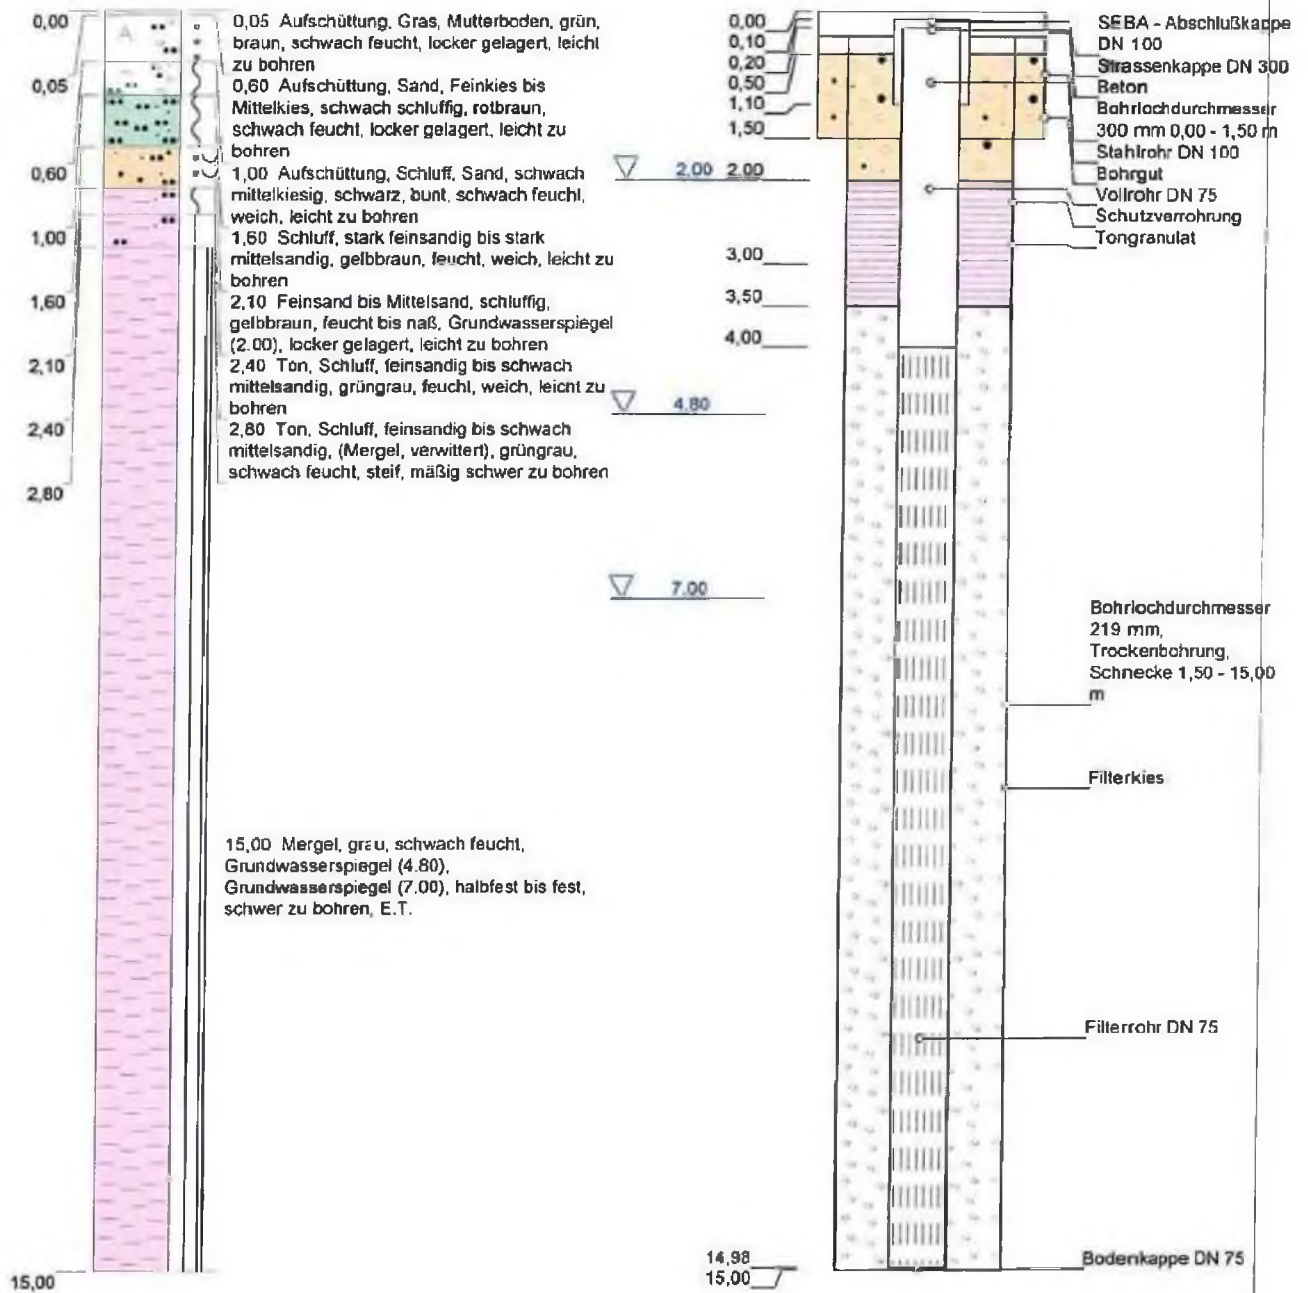 0,00
0,05
0,60
1,00
1,60
2,10
2,40
2,80
15,00
A
0,05 Aufschüttung, Gras, Mutterboden, grün,
braun, schwach feucht, locker gelagert, leicht
zu bohren
0,60 Aufschüttung, Sand, Feinkies bis
Mittelkies, schwach schluffig, rotbraun,
schwach feucht, locker gelagert, leicht zu
bohren
1,00 Aufschüttung, Schluff, Sand, schwach
mittelkiesig, schwarz, bunt, schwach feucht,
weich, leicht zu bohren
1,60 Schluff, stark feinsandig bis stark
mittelsandig, gelbbraun, feucht, weich, leicht zu
bohren
2,10 Feinsand bis Mittelsand, schluffig,
gelbbraun, feucht bis naß, Grundwasserspiegel
(2.00), locker gelagert, leicht zu bohren
2,40 Ton, Schluff, feinsandig bis schwach
mittelsandig, grüngrau, feucht, weich, leicht zu
bohren
2,80 Ton, Schluff, feinsandig bis schwach
mittelsandig, (Mergel, verwittert), grüngrau,
schwach feucht, steif, mäßig schwer zu bohren
15,00 Mergel, grau, schwach feucht,
Grundwasserspiegel (4.80),
Grundwasserspiegel (7.00), halbfest bis fest,
schwer zu bohren, E.T.
2,00
4.80
7.00
0,00
0,10
0,20
0,50
1,10
1,50
2.00
3,00
3,50
4,00
14,98
15,00
SEBA - Abschlußkappe
DN 100
Strassenkappe DN 300
Beton
Bohrlochdurchmesser
300 mm 0,00 - 1,50 m
Stahlrohr DN 100
Bohrgut
Vollrohr DN 75
Schutzverrohrung
Tongranulat
Bohrlochdurchmesser
219 mm,
Trockenbohrung,
Schnecke 1,50 - 15,00
m
Filterkies
Filterrohr DN 75
Bodenkappe DN 75